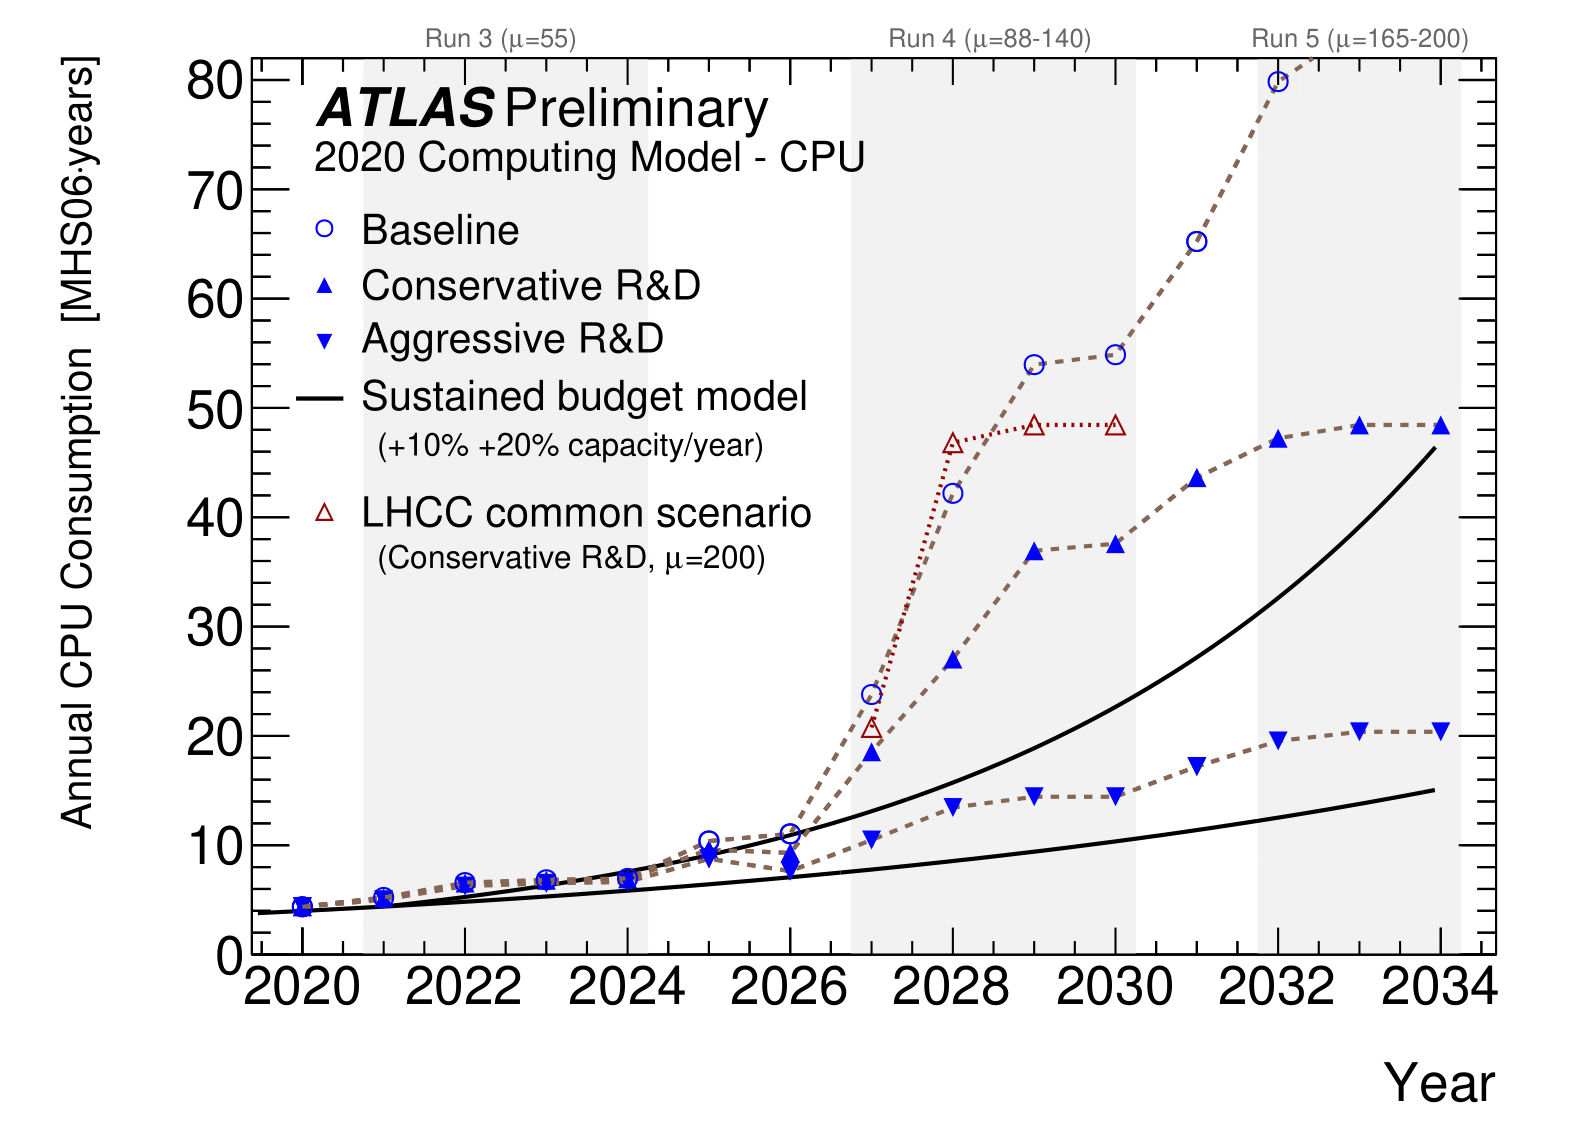 Run 3 (μ=55)
Run 4 (μ=88-140)
Run 5 (μ=165-200)
Annual CPU Consumption [MHS06·years]
80
70
60
50
40
30
20
10
0
ATLAS Preliminary
2020 Computing Model - CPU
Baseline
Conservative R&D
Aggressive R&D
Sustained budget model
(+10% +20% capacity/year)
LHCC common scenario
(Conservative R&D, μ=200)
2020 2022 2024 2026 2028 2030 2032 2034
Year